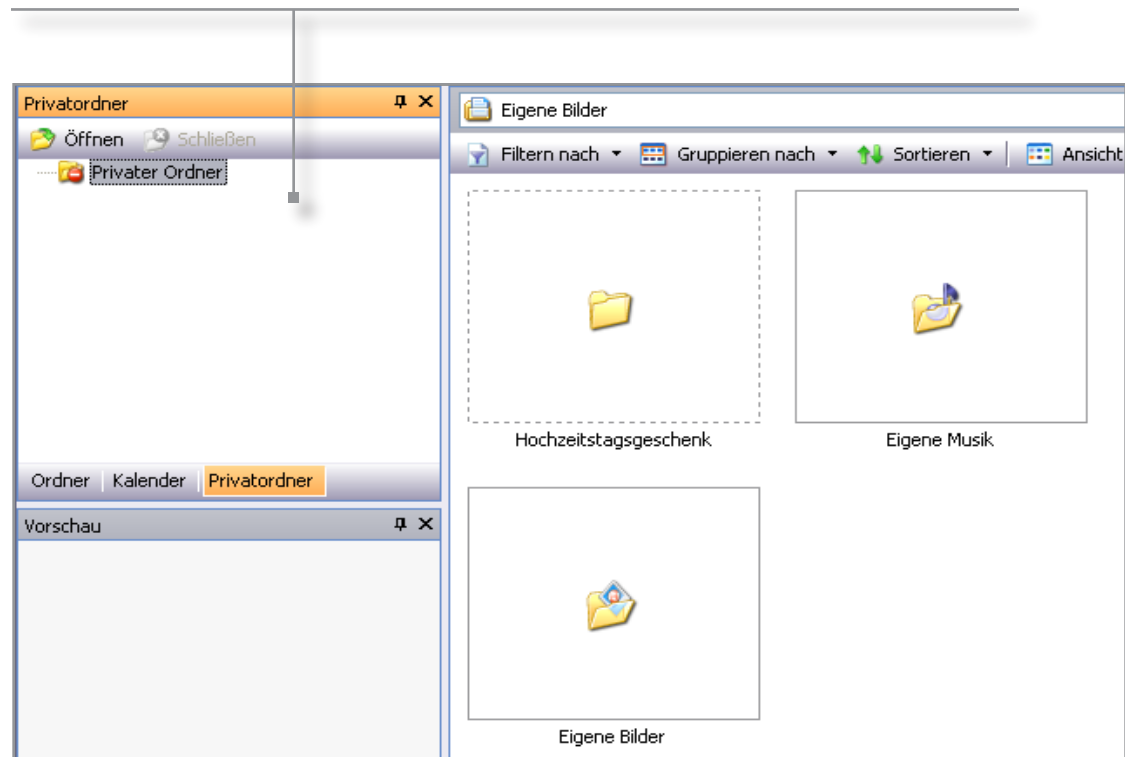 Privatordner
Öffnen Schließen
Privater Ordner
Ordner Kalender Privatordner
Vorschau
Eigene Bilder
Filtern nach Gruppieren nach Sortieren Ansicht
Hochzeitstagsgeschenk Eigene Musik
Eigene Bilder